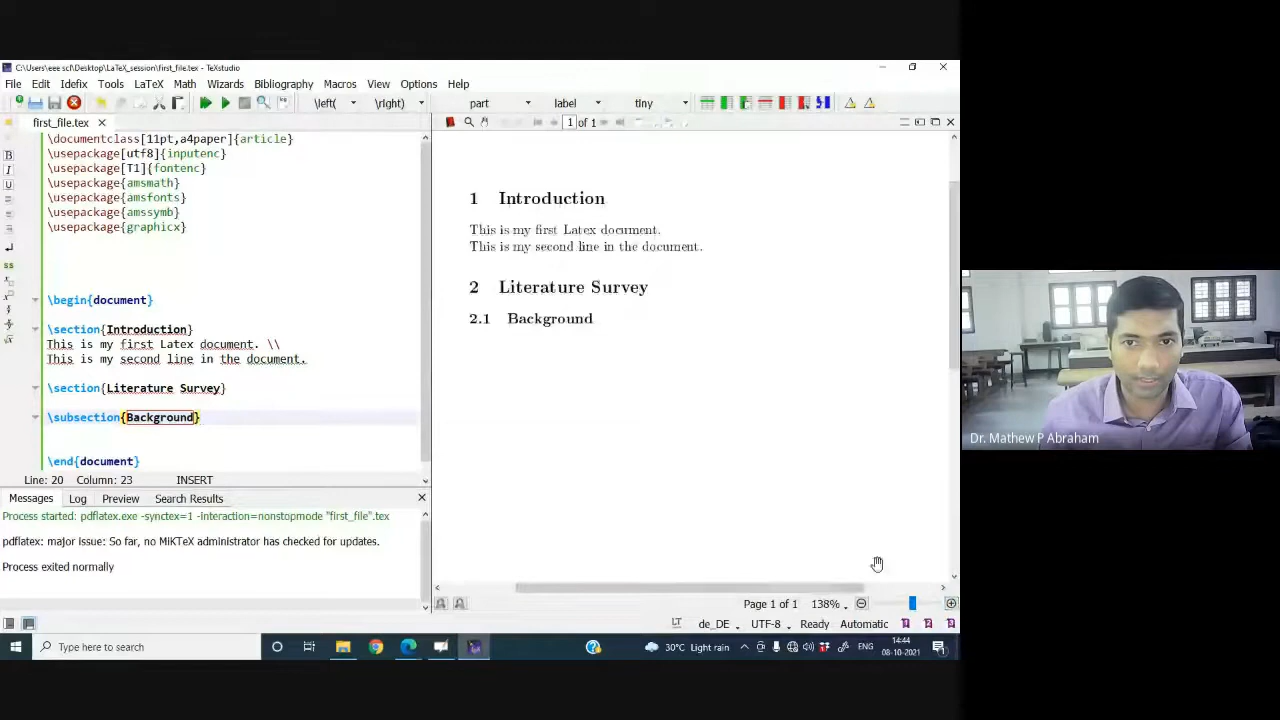 C:\Users\eee scl\Desktop\LaTeX_session\first_file.tex - TeXstudio
File Edit Idefix Tools LaTeX Math Wizards Bibliography Macros View Options Help
\left( \right) part label tiny
first_file.tex
1 of 1
\documentclass[11pt,a4paper]{article}
\usepackage[utf8]{inputenc}
\usepackage[T1]{fontenc}
\usepackage{amsmath}
\usepackage{amsfonts}
\usepackage{amssymb}
\usepackage{graphicx}
\begin{document}
\section{Introduction}
This is my first Latex document. \\
This is my second line in the document.
\section{Literature Survey}
\subsection{Background}
\end{document}
Line: 20 Column: 23 INSERT
Messages Log Preview Search Results
Process started: pdflatex.exe -synctex=1 -interaction=nonstopmode "first_file".tex
pdflatex: major issue: So far, no MiKTeX administrator has checked for updates.
Process exited normally
1 Introduction
This is my first Latex document.
This is my second line in the document.
2 Literature Survey
2.1 Background
Page 1 of 1 138%
de_DE UTF-8 Ready Automatic
Dr. Mathew P Abraham
Type here to search
30°C Light rain
ENG
14:44
08-10-2021